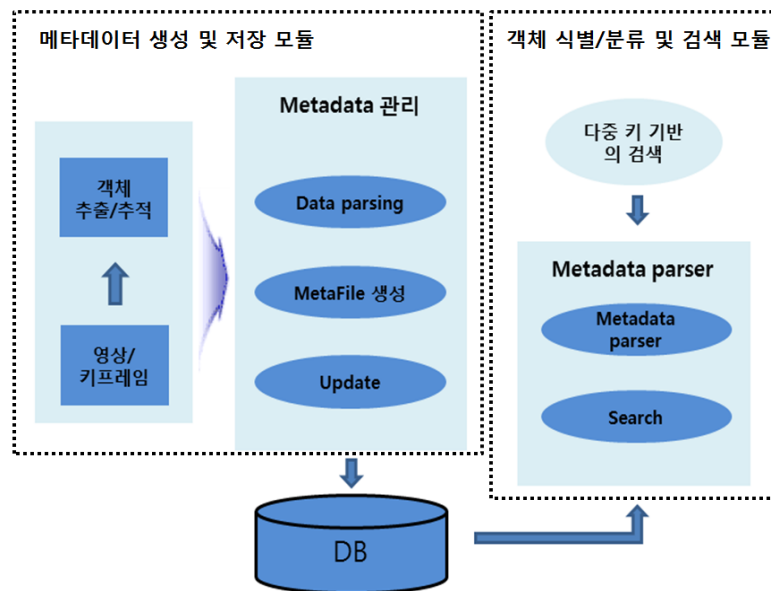 메타데이터 생성 및 저장 모듈
객체
추출/추적
영상/
키프레임
Metadata 관리
Data parsing
MetaFile 생성
Update
DB
객체 식별/분류 및 검색 모듈
다중 키 기반
의 검색
Metadata parser
Metadata
parser
Search